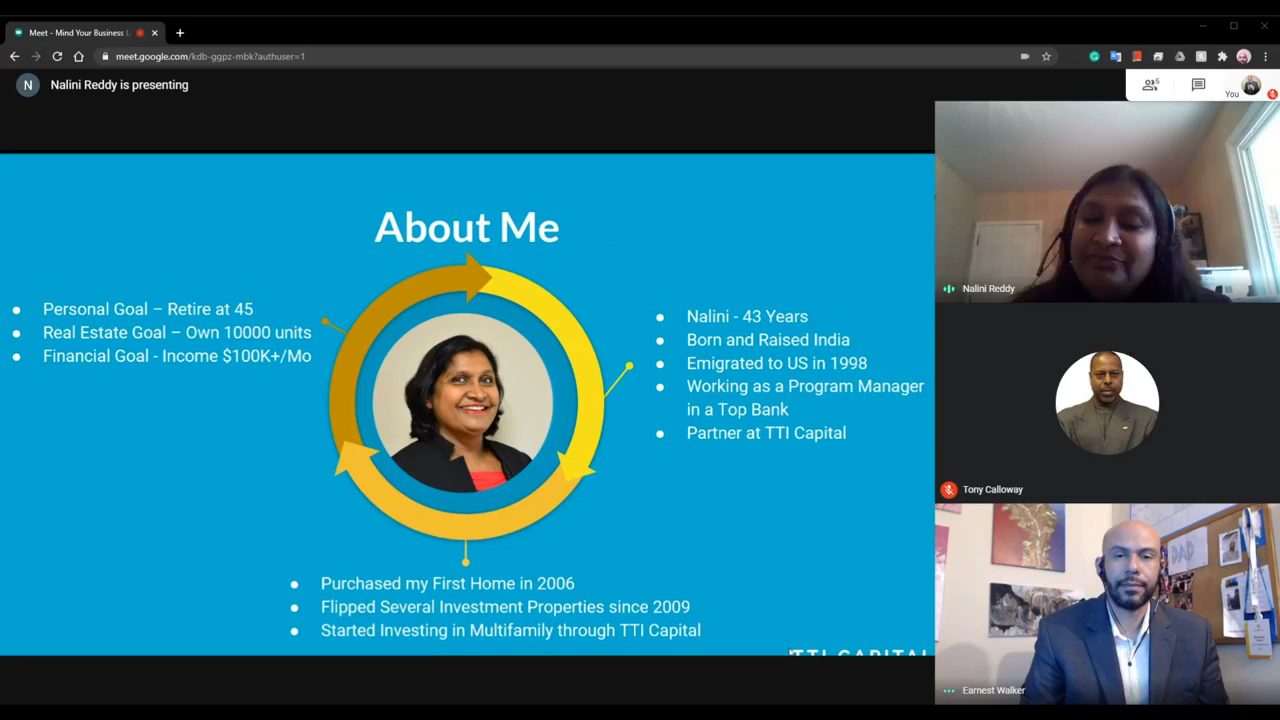 Meet - Mind Your Business L
meet.google.com/kdb-ggpz-mbk?authuser=1
N
Nalini Reddy is presenting
6
You
About Me
Personal Goal – Retire at 45
Real Estate Goal – Own 10000 units
Financial Goal - Income $100K+/Mo
Nalini - 43 Years
Born and Raised India
Emigrated to US in 1998
Working as a Program Manager
in a Top Bank
Partner at TTI Capital
Purchased my First Home in 2006
Flipped Several Investment Properties since 2009
Started Investing in Multifamily through TTI Capital
TTI CAPITAL
Nalini Reddy
Tony Calloway
DAD
Earnest Walker